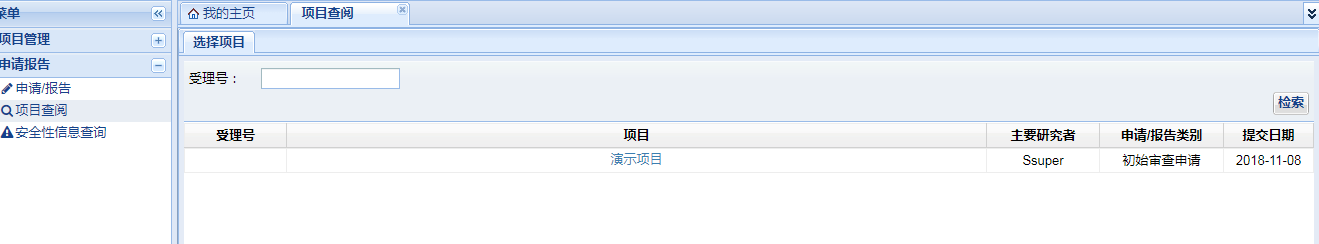 菜单
我的主页
项目查阅
项目管理
选择项目
申请报告
申请/报告
受理号：
项目查阅
检索
安全性信息查询
受理号 项目 主要研究者 申请/报告类别 提交日期
演示项目 Ssuper 初始审查申请 2018-11-08